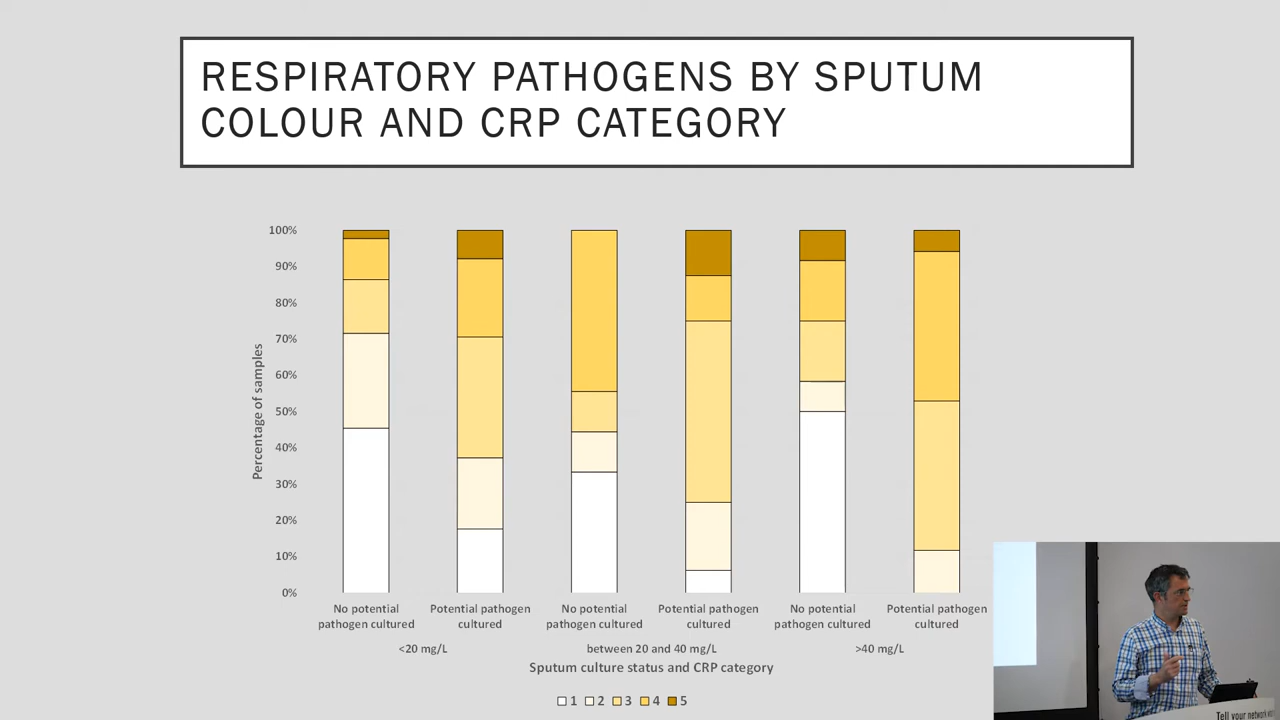 RESPIRATORY PATHOGENS BY SPUTUM
COLOUR AND CRP CATEGORY
Percentage of samples
100%
90%
80%
70%
60%
50%
40%
30%
20%
10%
0%
No potential
pathogen cultured
Potential pathogen
cultured
No potential
pathogen cultured
Potential pathogen
cultured
No potential
pathogen cultured
Potential pathogen
cultured
<20 mg/L
between 20 and 40 mg/L
>40 mg/L
Sputum culture status and CRP category
1 2 3 4 5
Tell your network